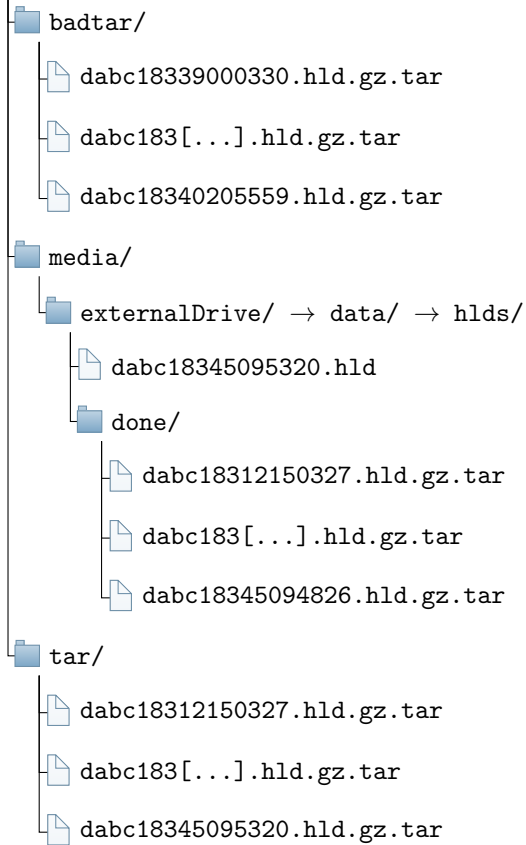 badtar/
dabc18339000330.hld.gz.tar
dabc183[...].hld.gz.tar
dabc18340205559.hld.gz.tar
media/
externalDrive/ → data/ → hlds/
dabc18345095320.hld
done/
dabc18312150327.hld.gz.tar
dabc183[...].hld.gz.tar
dabc18345094826.hld.gz.tar
tar/
dabc18312150327.hld.gz.tar
dabc183[...].hld.gz.tar
dabc18345095320.hld.gz.tar